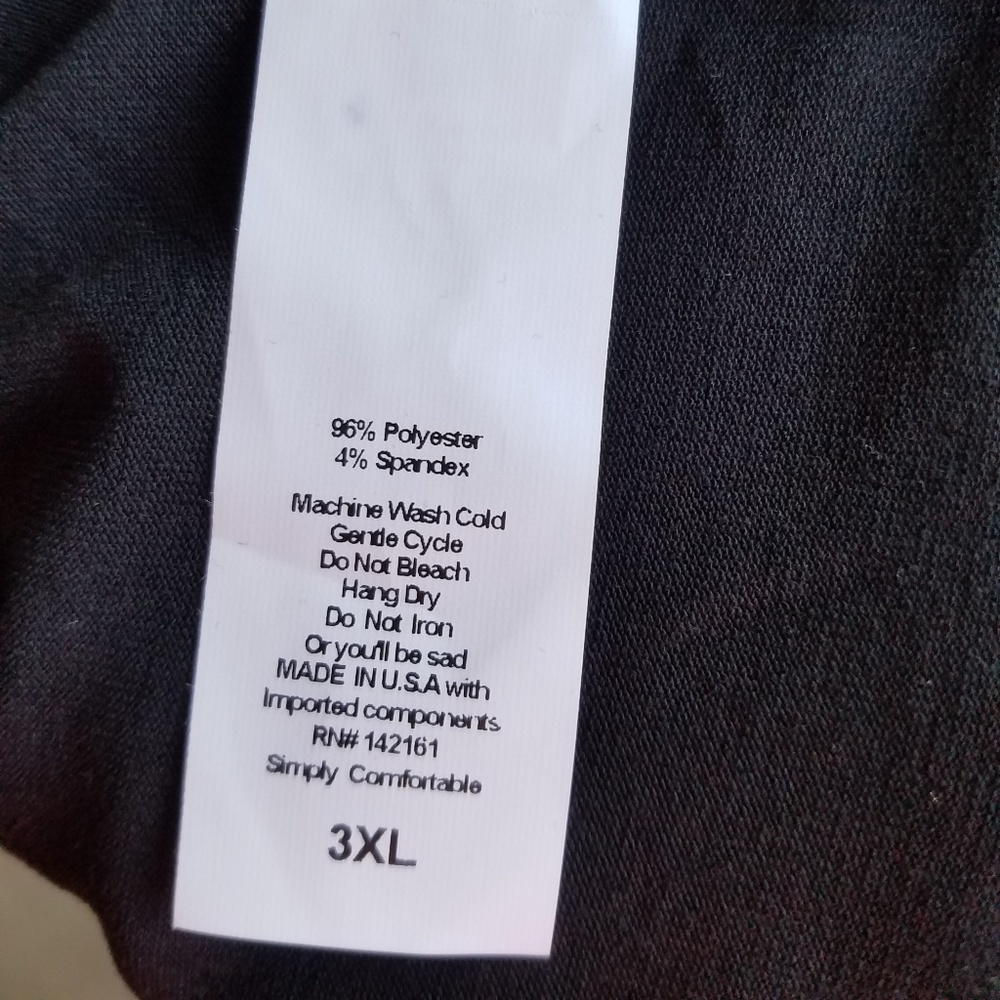 96% Polyester
4% Spandex
Machine Wash Cold
Gentle Cycle
Do Not Bleach
Hang Dry
Do Not Iron
Or you'll be sad
MADE IN U.S.A with
Imported components
RN# 142161
Simply Comfortable
3XL